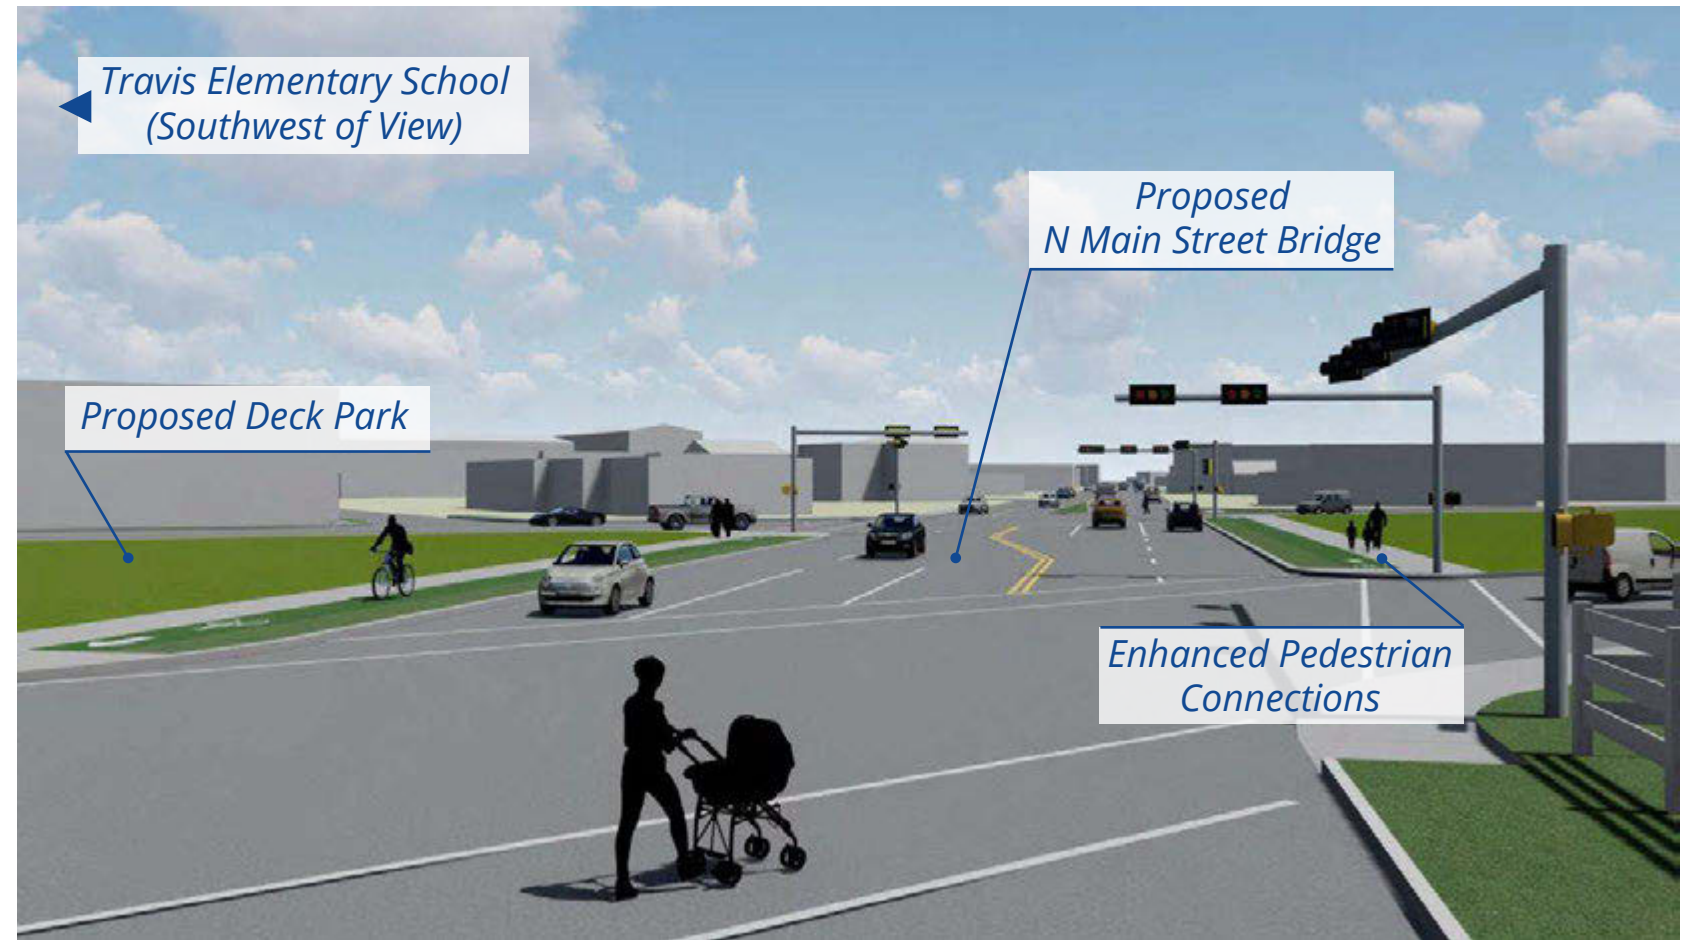 Travis Elementary School
(Southwest of View)
Proposed
N Main Street Bridge
Proposed Deck Park
Enhanced Pedestrian
Connections